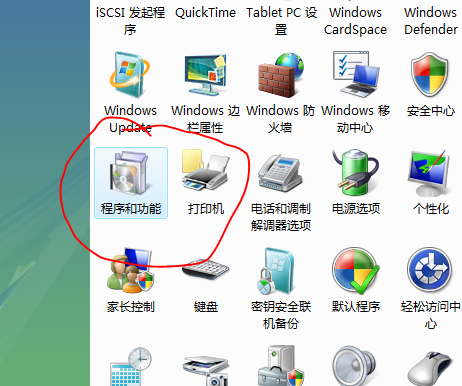 iSCSI 发起程
序
QuickTime
Tablet PC 设
置
Windows
CardSpace
Windows
Defender
Windows
Update
Windows 边
栏属性
Windows 防
火墙
Windows 移
动中心
安全中心
程序和功能
打印机
电话和调制
解调器选项
电源选项
个性化
家长控制
键盘
密钥安全联
机备份
默认程序
轻松访问中
心